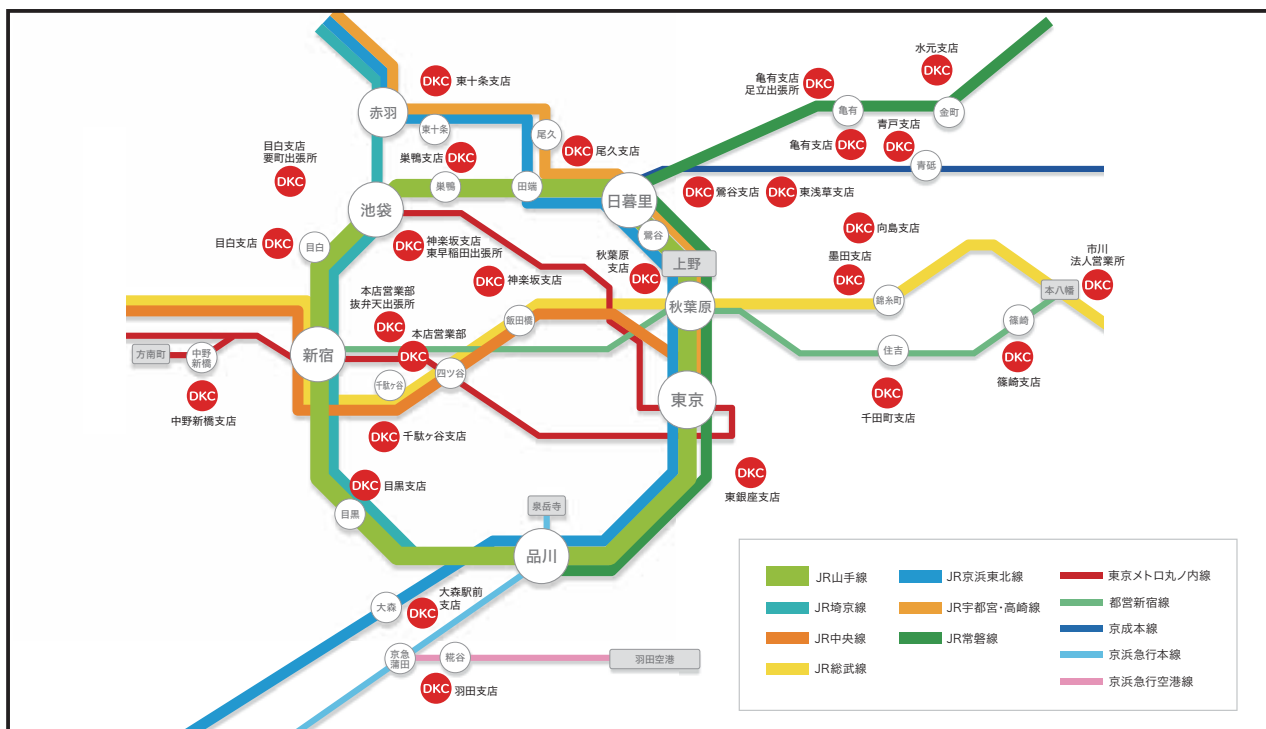 水元支店
DKC
亀有支店
足立出張所
DKC
DKC
東十条支店
赤羽
亀有
金町
東十条
尾久
青戸支店
DKC
亀有支店
DKC
目白支店
要町出張所
DKC
巣鴨支店
DKC
DKC
尾久支店
青砥
巣鴨
田端
日暮里
DKC
鶯谷支店
DKC
東浅草支店
池袋
DKC
向島支店
目白支店
DKC
目白
DKC
神楽坂支店
東早稲田出張所
鶯谷
秋葉原
支店
DKC
上野
墨田支店
DKC
市川
法人営業所
DKC
本八幡
DKC
神楽坂支店
本店営業部
抜弁天出張所
DKC
飯田橋
秋葉原
錦糸町
篠崎
本店営業部
DKC
方南町
中野
新橋
新宿
住吉
DKC
篠崎支店
四ツ谷
千駄ヶ谷
東京
DKC
中野新橋支店
DKC
千田町支店
DKC
千駄ヶ谷支店
DKC
東銀座支店
DKC
目黒支店
目黒
泉岳寺
品川
大森
大森駅前
支店
DKC
京急
蒲田
糀谷
羽田空港
DKC
羽田支店
JR山手線
JR埼京線
JR中央線
JR総武線
JR京浜東北線
JR宇都宮・高崎線
JR常磐線
東京メトロ丸ノ内線
都営新宿線
京成本線
京浜急行本線
京浜急行空港線